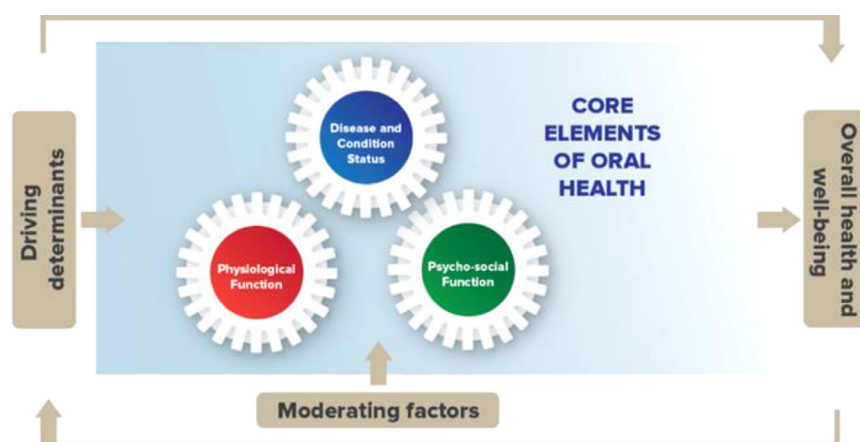 Driving
determinants
Disease and
Condition
Status
Physiological
Function
Psycho-social
Function
CORE
ELEMENTS
OF ORAL
HEALTH
Overall health and
well-being
Moderating factors